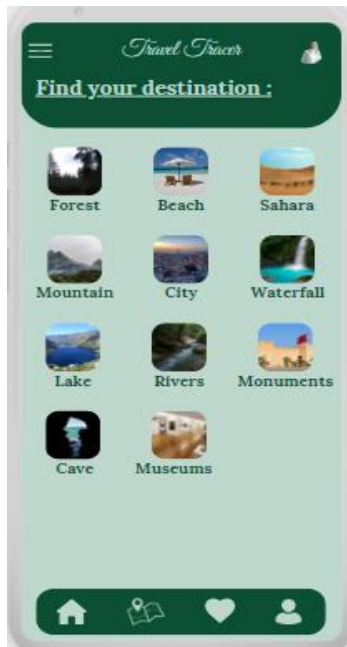 Travel Tracer
Find your destination :
Forest Beach Sahara
Mountain City Waterfall
Lake Rivers Monuments
Cave Museums